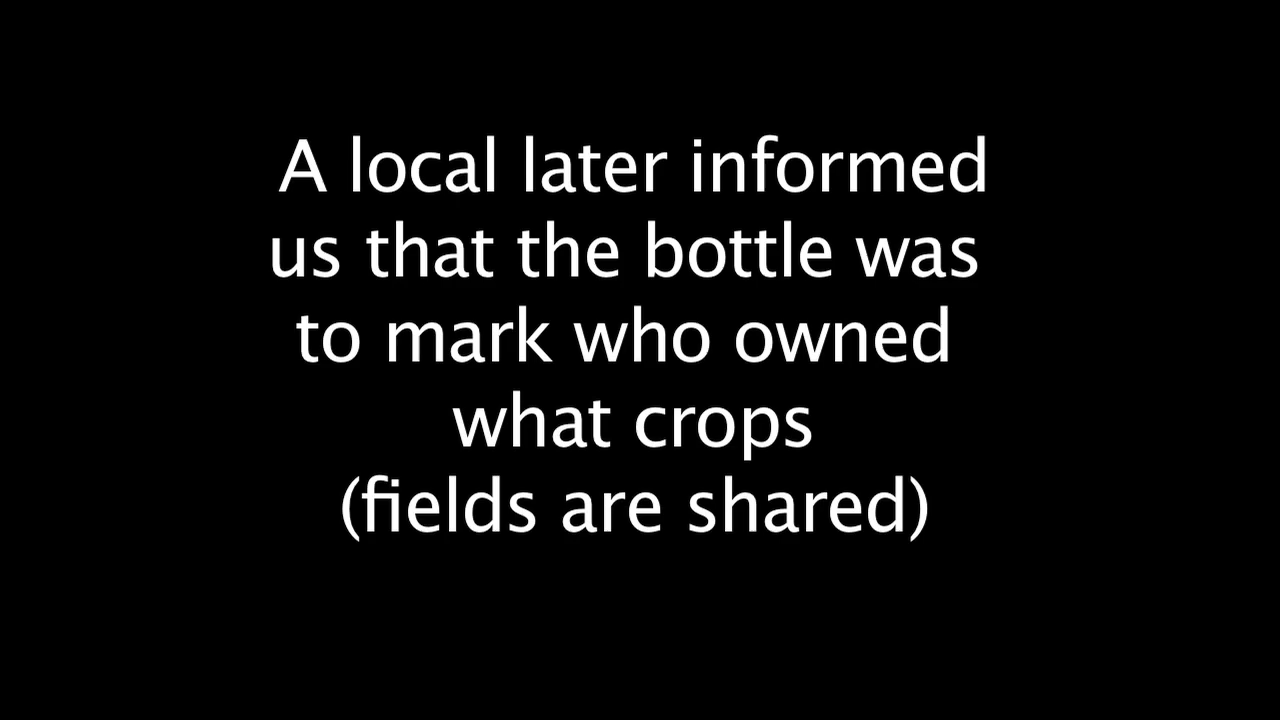 A local later informed
us that the bottle was
to mark who owned
what crops
(fields are shared)